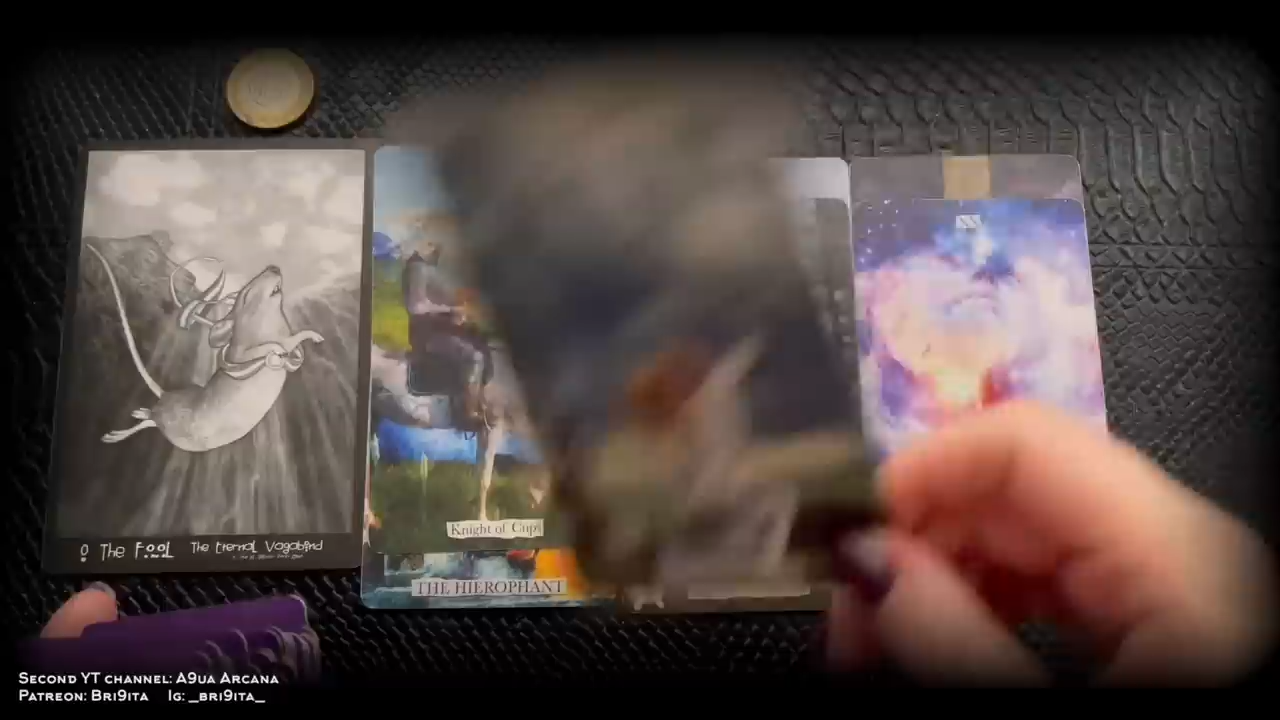 XX
0 The Fool The Eternal Vagabond
Knight of Cups
THE HIEROPHANT
Second YT channel: A9ua Arcana
Patreon: Bri9ita Ig: _bri9ita_